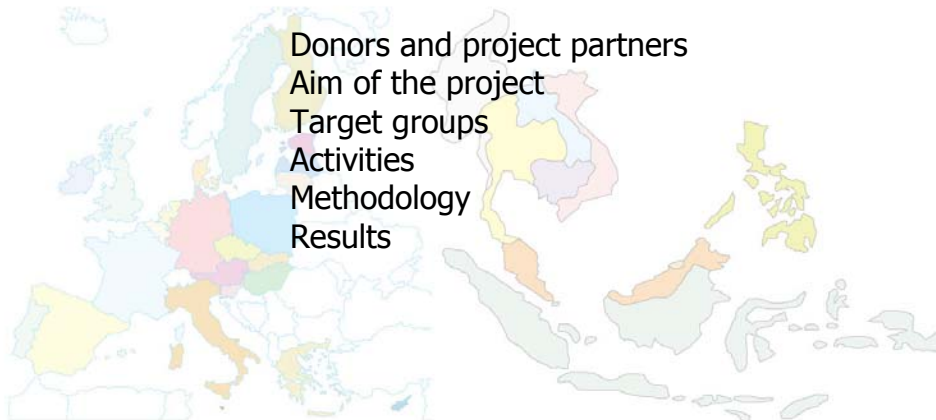 Donors and project partners
Aim of the project
Target groups
Activities
Methodology
Results